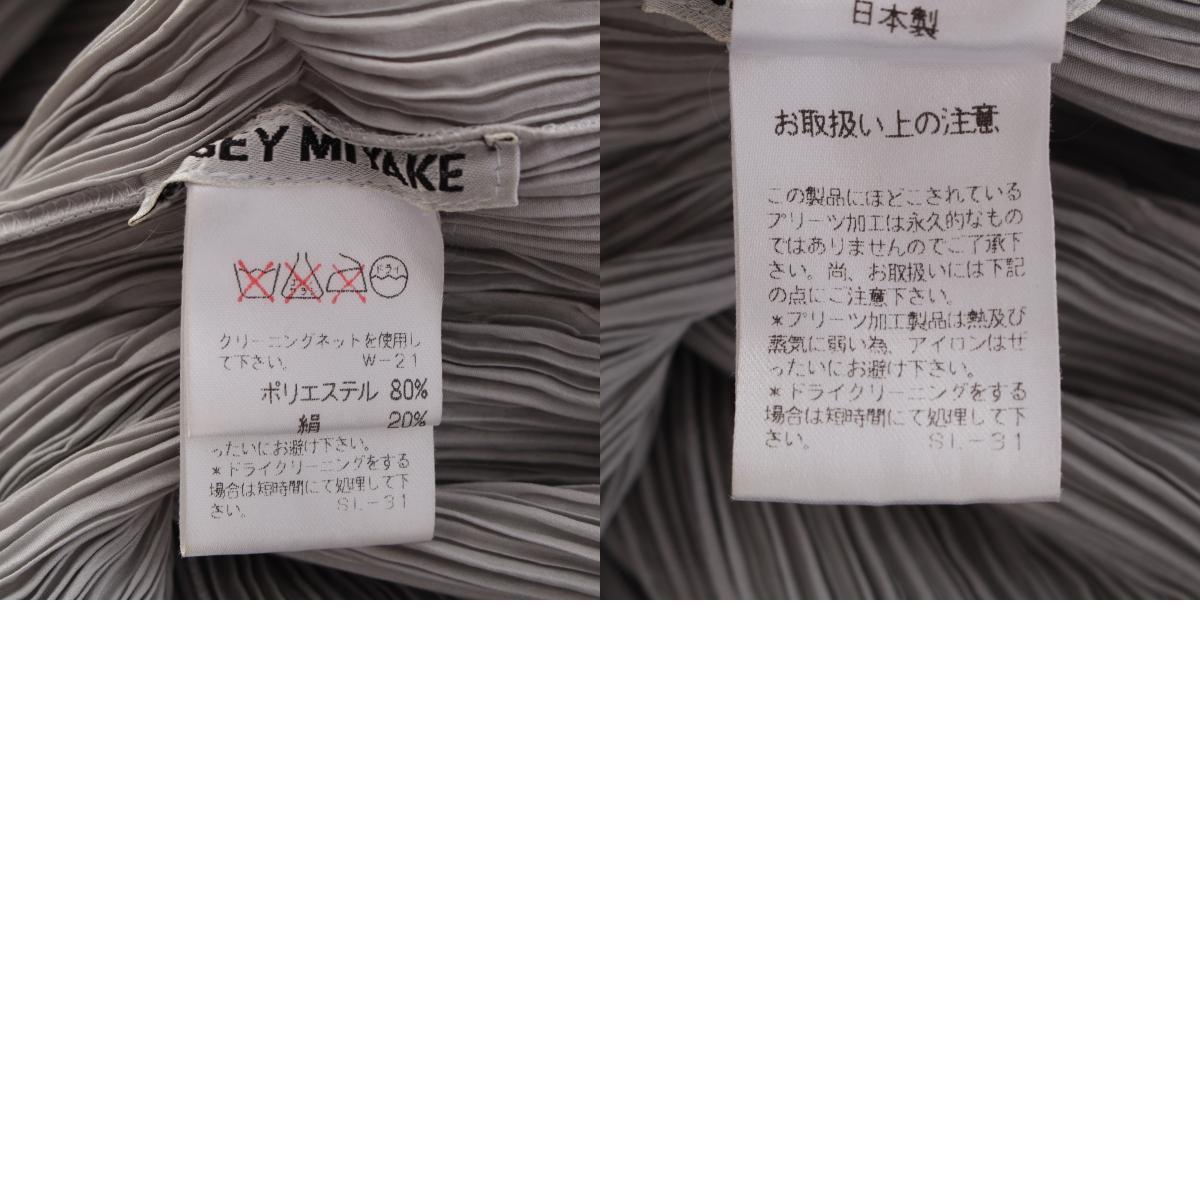 SEY MIYAKE
ドライ
クリーニングネットを使用し
て下さい。 W-21
ポリエステル 80%
絹 20%
ったいにお避け下さい。
*ドライクリーニングをする
場合は短時間にて処理して下
さい。 SL-31
日本製
お取扱い上の注意
この製品にほどこされている
プリーツ加工は永久的なもの
ではありませんのでご了承下
さい。尚、お取扱いには下記
の点にご注意下さい。
*プリーツ加工製品は熱及び
蒸気に弱い為、アイロンはぜ
ったいにお避け下さい。
*ドライクリーニングをする
場合は短時間にて処理して下
さい。 SL-31